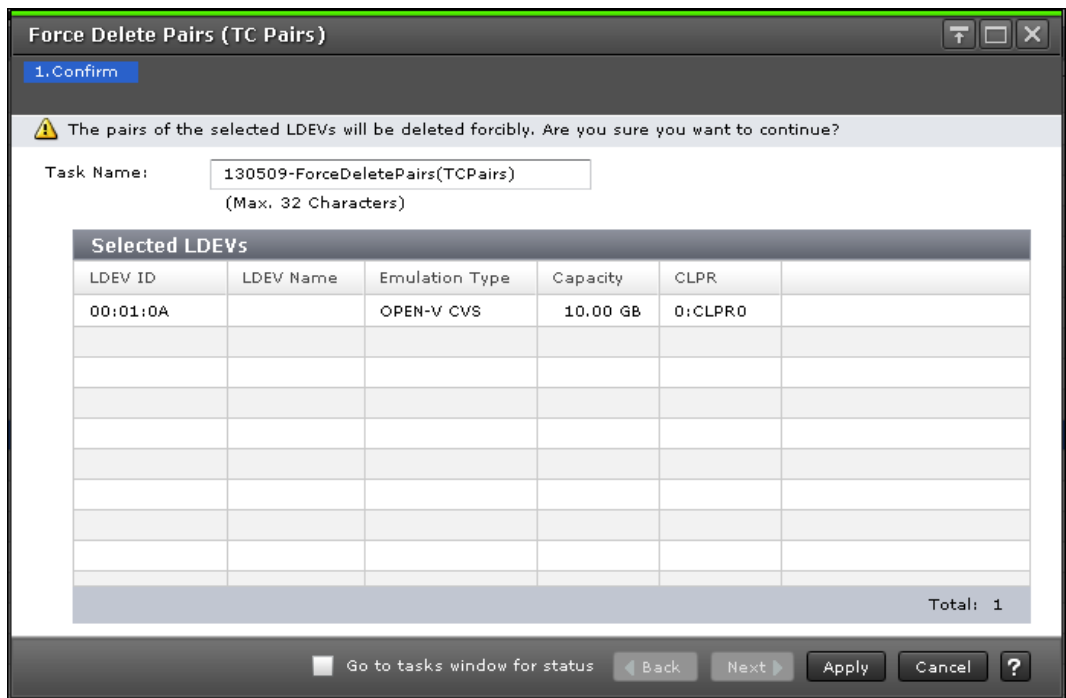 Force Delete Pairs (TC Pairs)
1.Confirm
The pairs of the selected LDEVs will be deleted forcibly. Are you sure you want to continue?
Task Name: 130509-ForceDeletePairs(TCPairs)
(Max. 32 Characters)
Selected LDEVs
LDEV ID LDEV Name Emulation Type Capacity CLPR
00:01:0A OPEN-V CVS 10.00 GB 0:CLPR0
Total: 1
Go to tasks window for status Back Next Apply Cancel ?